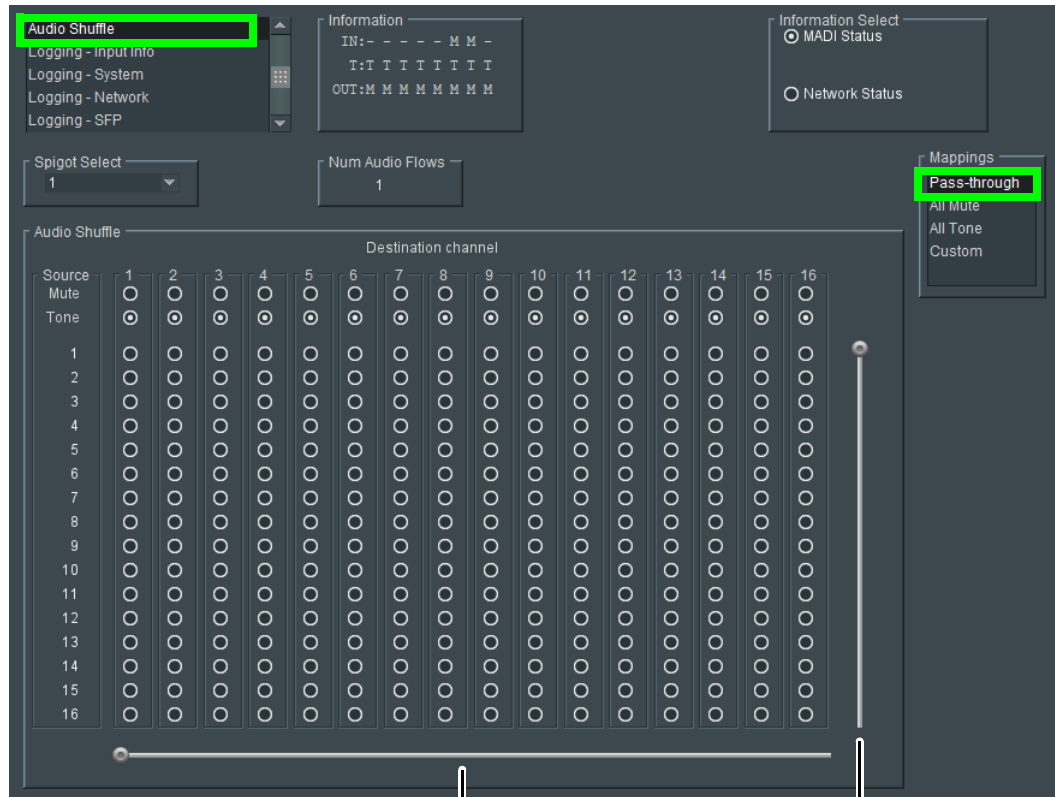 Audio Shuffle
Logging - Input Info
Logging - System
Logging - Network
Logging - SFP
Information
IN:- - - - - M M -
T:T T T T T T T T
OUT:M M M M M M M M
Information Select
MADI Status
Network Status
Spigot Select
1
Num Audio Flows
1
Mappings
Pass-through
All Mute
All Tone
Custom
Audio Shuffle
Destination channel
Source 1 2 3 4 5 6 7 8 9 10 11 12 13 14 15 16
Mute
Tone
1
2
3
4
5
6
7
8
9
10
11
12
13
14
15
16